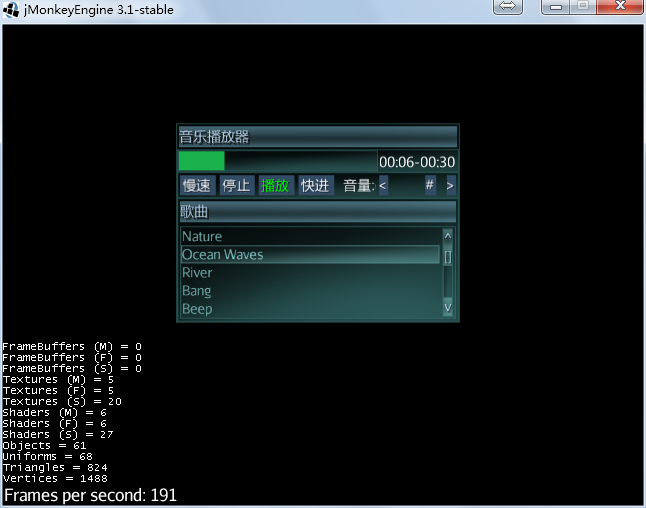 jMonkeyEngine 3.1-stable
音乐播放器
00:06-00:30
慢速 停止 播放 快进 音量: < # >
歌曲
Nature
Ocean Waves
River
Bang
Beep
FrameBuffers (M) = 0
FrameBuffers (F) = 0
FrameBuffers (S) = 0
Textures (M) = 5
Textures (F) = 5
Textures (S) = 20
Shaders (M) = 6
Shaders (F) = 6
Shaders (S) = 27
Objects = 61
Uniforms = 68
Triangles = 824
Vertices = 1488
Frames per second: 191